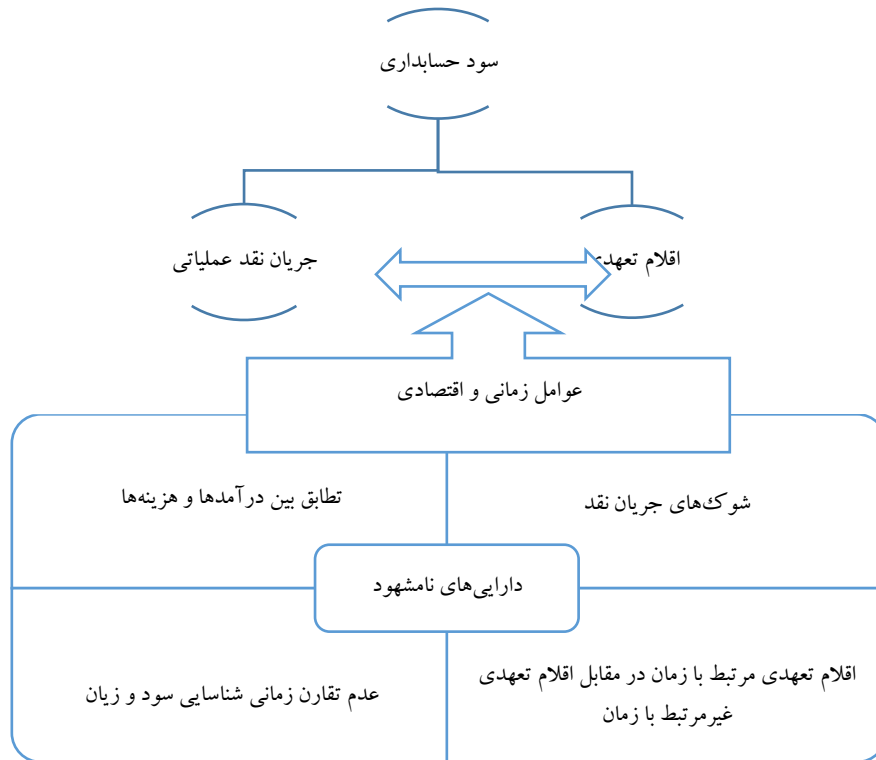 سود حسابداری
اقلام تعهدی
جریان نقد عملیاتی
عوامل زمانی و اقتصادی
شوک‌های جریان نقد
تطابق بین درآمدها و هزینه‌ها
دارایی‌های نامشهود
اقلام تعهدی مرتبط با زمان در مقابل اقلام تعهدی
غیرمرتبط با زمان
عدم تقارن زمانی شناسایی سود و زیان